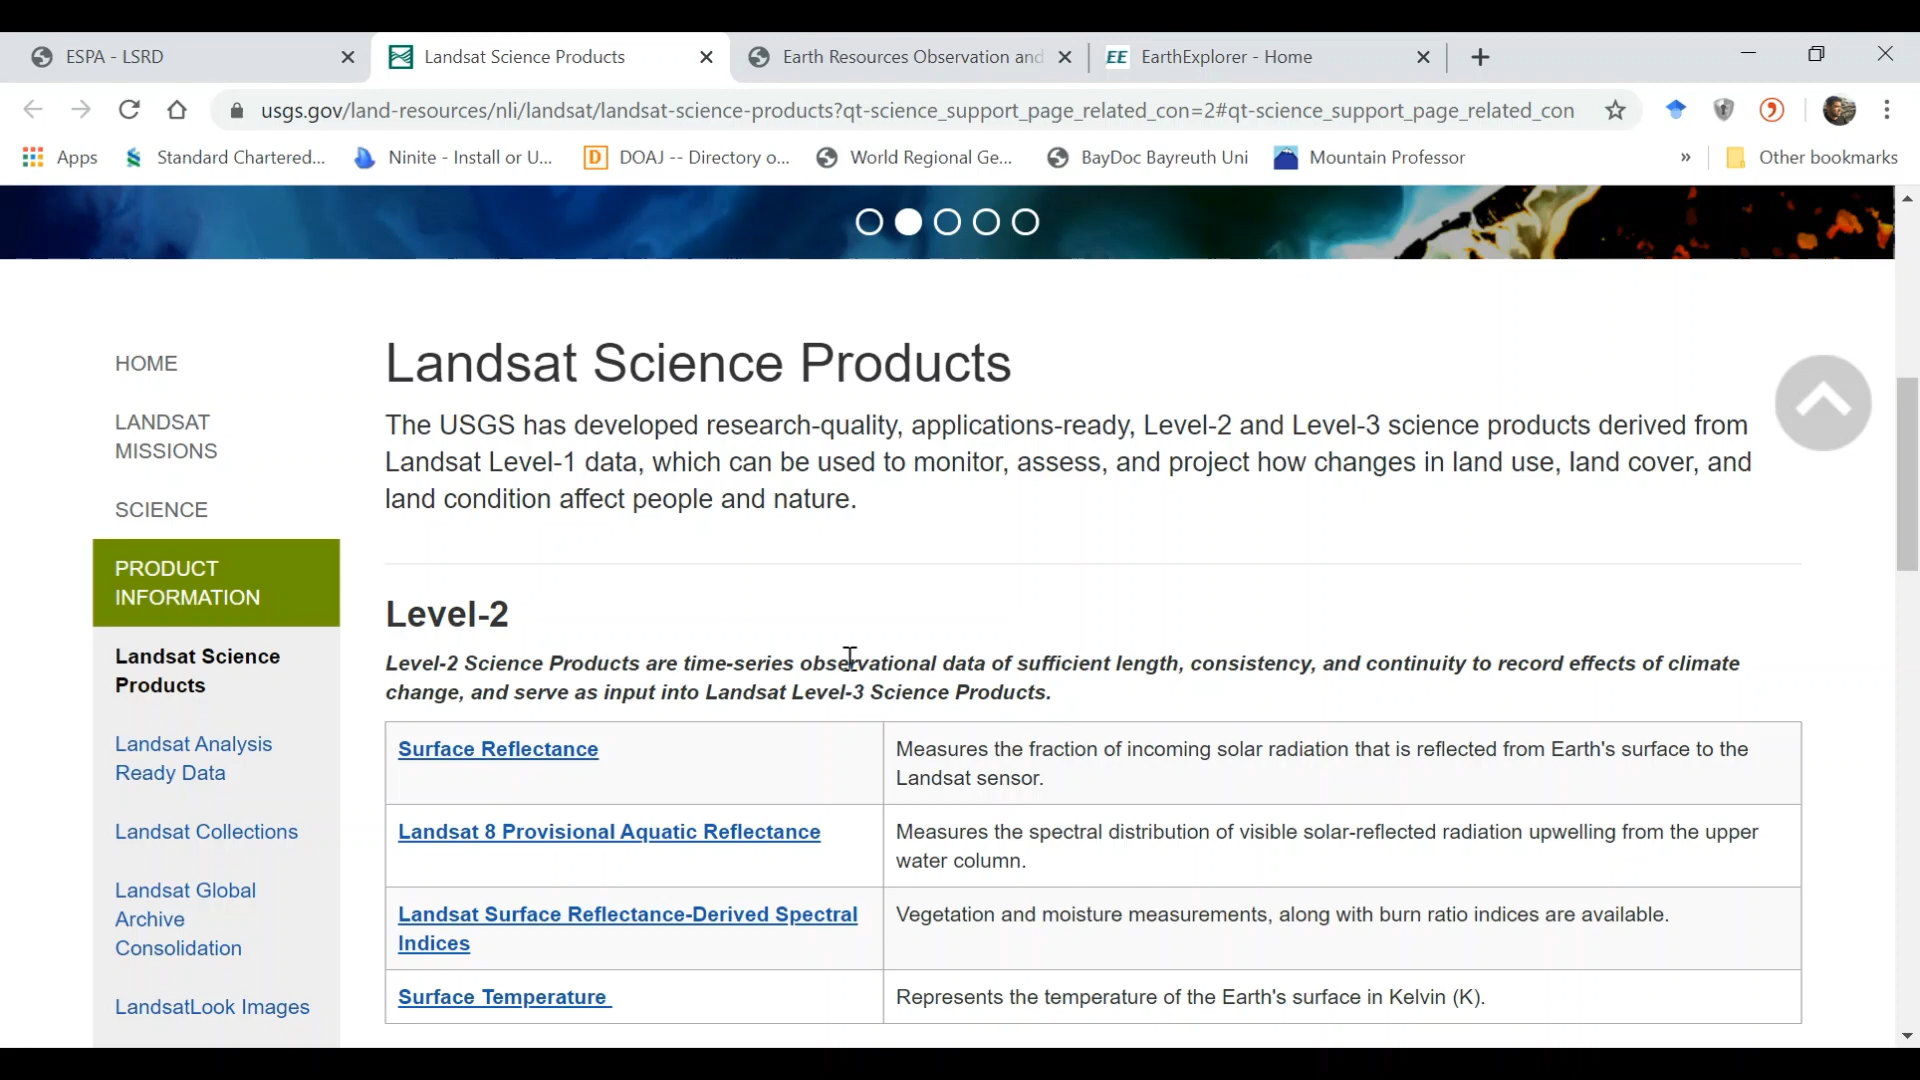 ESPA - LSRD
Landsat Science Products
Earth Resources Observation and
EE EarthExplorer - Home
usgs.gov/land-resources/nli/landsat/landsat-science-products?qt-science_support_page_related_con=2#qt-science_support_page_related_con
Apps
Standard Chartered...
Ninite - Install or U...
DOAJ -- Directory o...
World Regional Ge...
BayDoc Bayreuth Uni
Mountain Professor
»
Other bookmarks
HOME
LANDSAT
MISSIONS
SCIENCE
PRODUCT
INFORMATION
Landsat Science
Products
Landsat Analysis
Ready Data
Landsat Collections
Landsat Global
Archive
Consolidation
LandsatLook Images
Landsat Science Products
The USGS has developed research-quality, applications-ready, Level-2 and Level-3 science products derived from
Landsat Level-1 data, which can be used to monitor, assess, and project how changes in land use, land cover, and
land condition affect people and nature.
Level-2
Level-2 Science Products are time-series observational data of sufficient length, consistency, and continuity to record effects of climate
change, and serve as input into Landsat Level-3 Science Products.
Surface Reflectance
Measures the fraction of incoming solar radiation that is reflected from Earth's surface to the
Landsat sensor.
Landsat 8 Provisional Aquatic Reflectance
Measures the spectral distribution of visible solar-reflected radiation upwelling from the upper
water column.
Landsat Surface Reflectance-Derived Spectral
Indices
Vegetation and moisture measurements, along with burn ratio indices are available.
Surface Temperature
Represents the temperature of the Earth's surface in Kelvin (K).